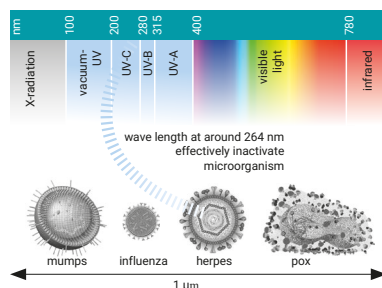 nm 100 200 280 315 400 780
X-radiation
vacuum-
UV
UV-C
UV-B
UV-A
visible
light
infrared
wave length at around 264 nm
effectively inactivate
microorganism
mumps influenza herpes pox
1 µm